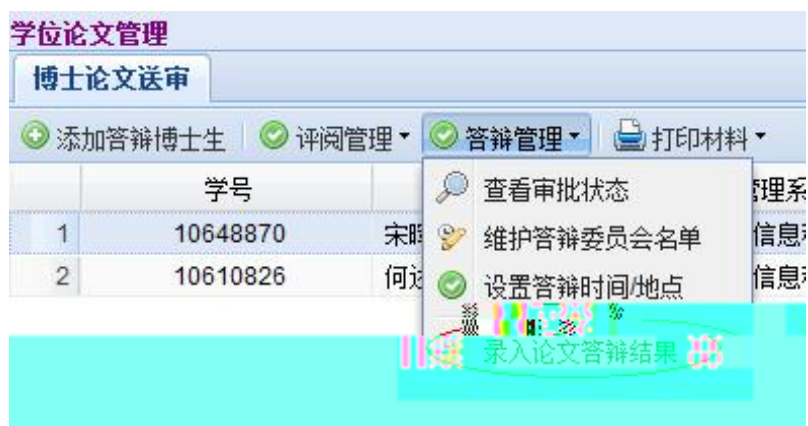 学位论文管理
博士论文送审
添加答辩博士生 评阅管理 答辩管理 打印材料
学号 管理系
1 10648870 宋 信息
2 10610826 何 信息
查看审批状态
维护答辩委员会名单
设置答辩时间/地点
录入论文答辩结果